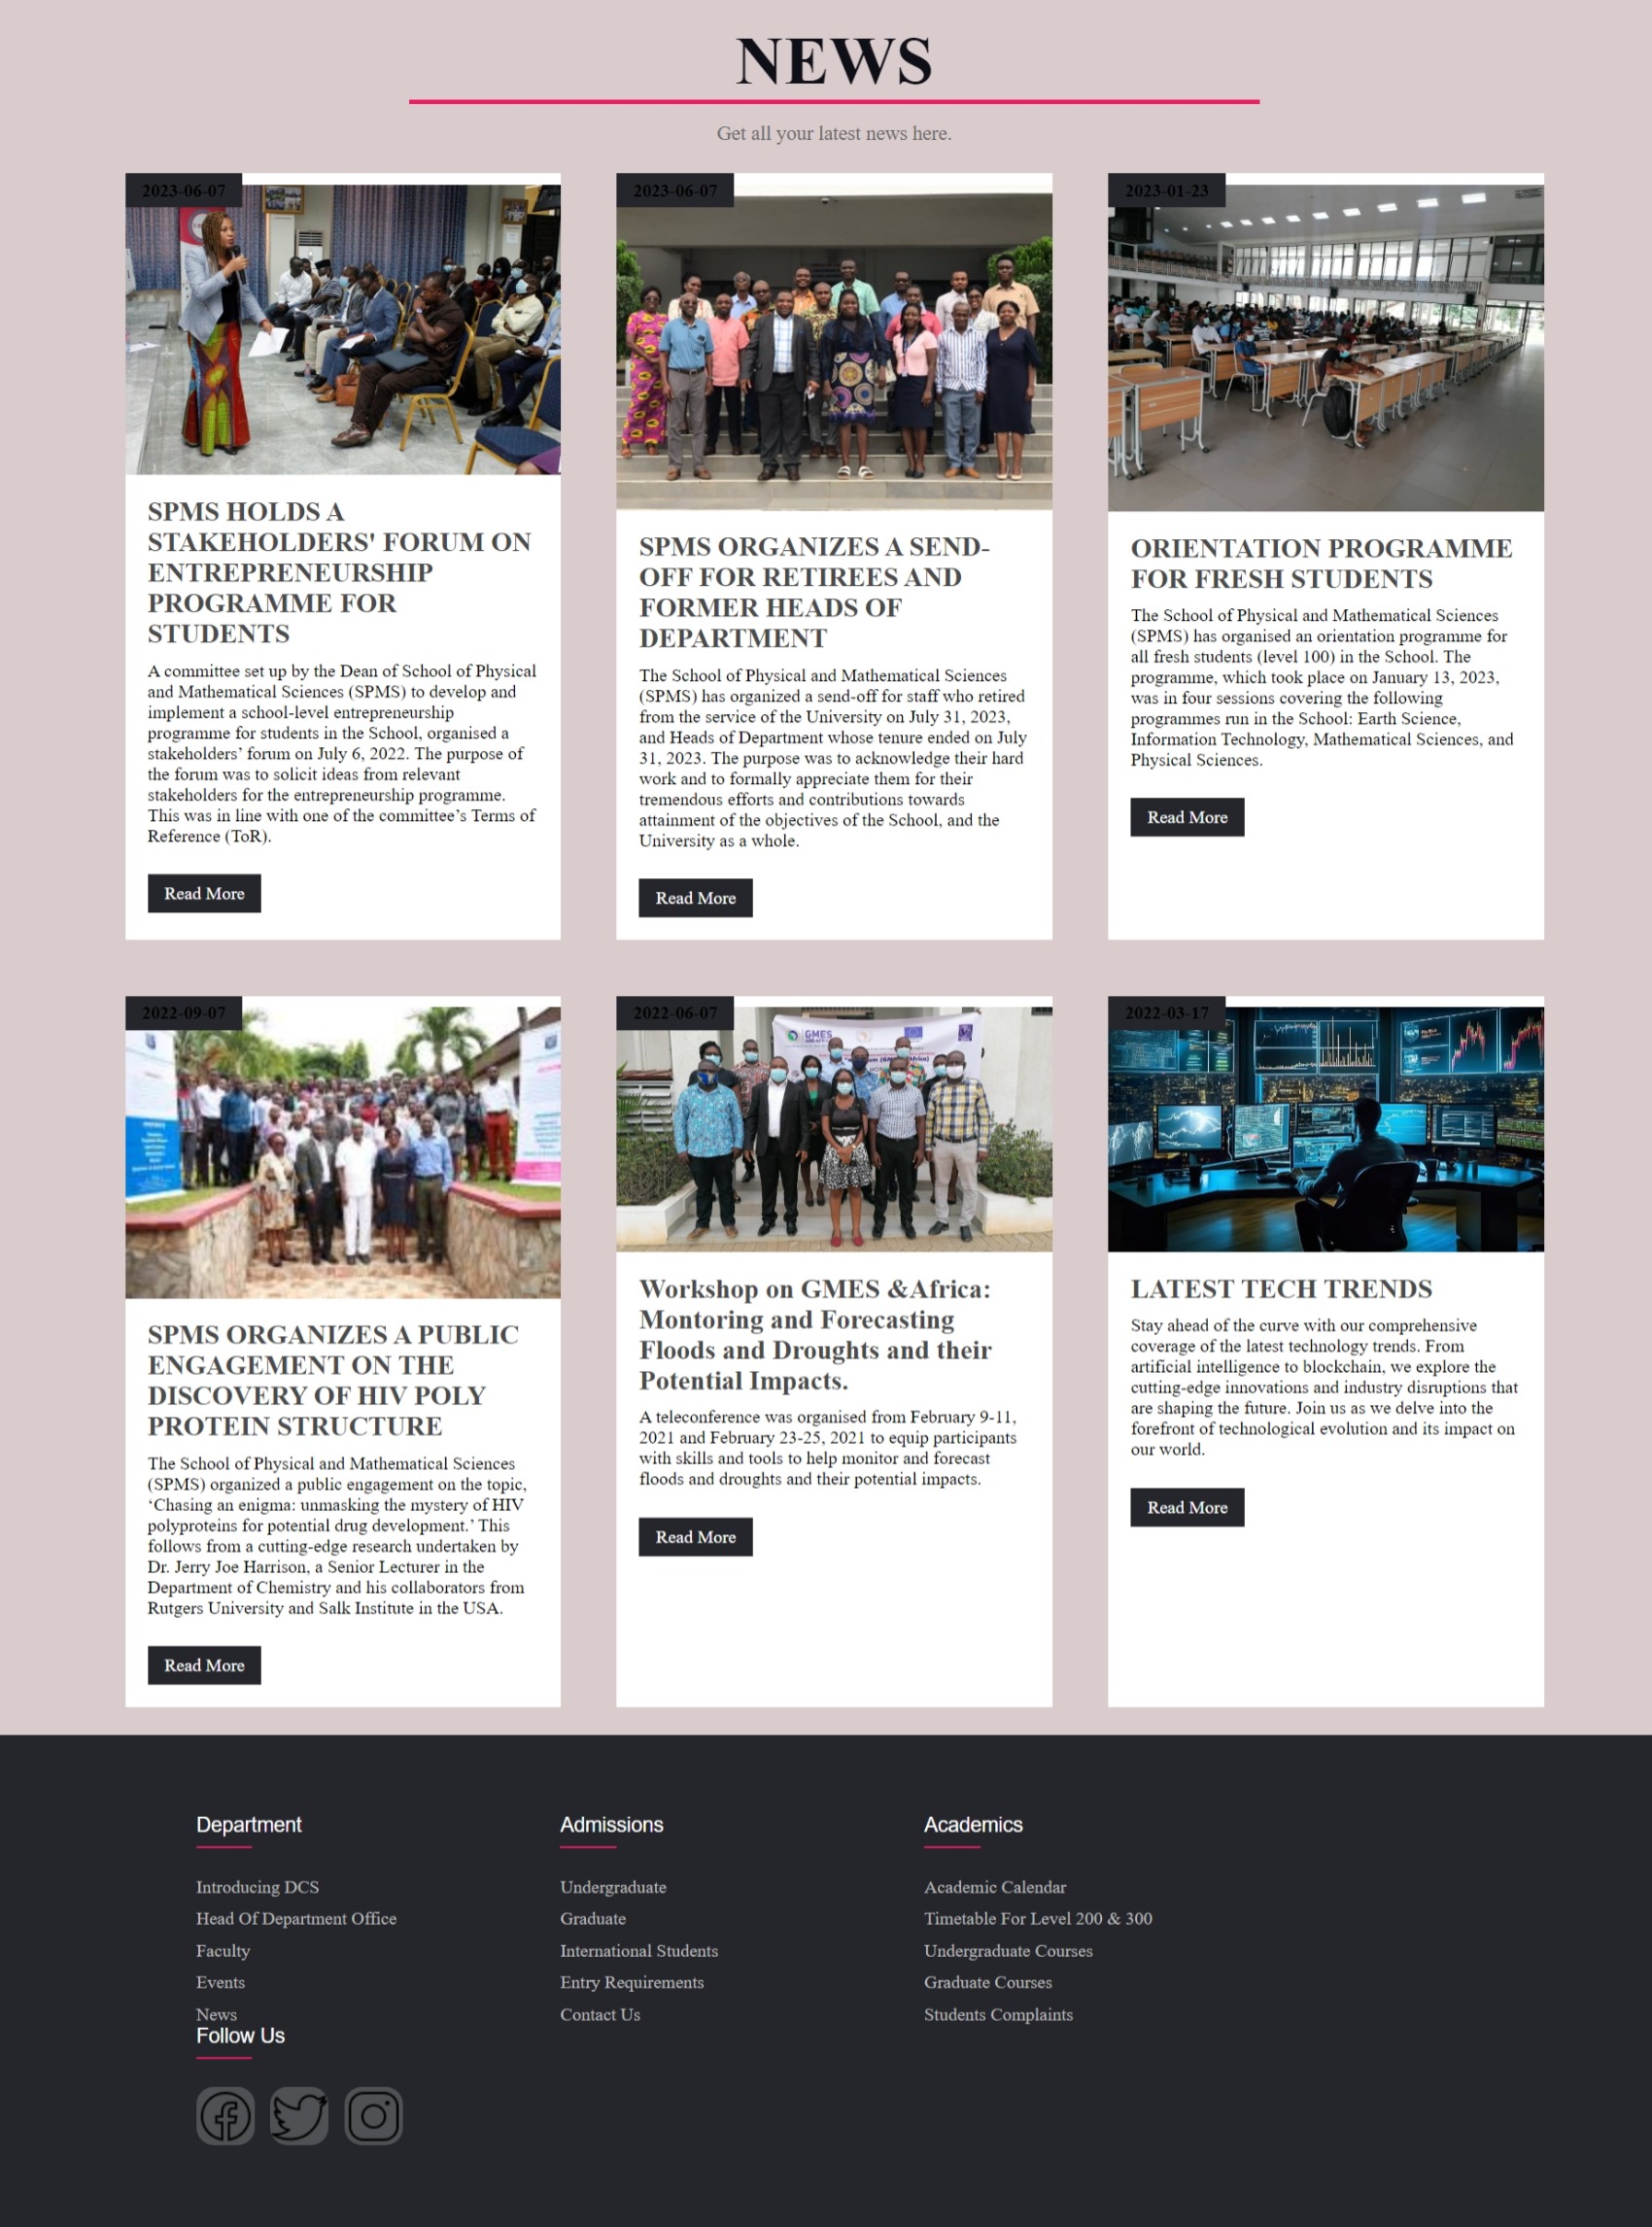 NEWS
Get all your latest news here.
2023-06-07
SPMS HOLDS A
STAKEHOLDERS' FORUM ON
ENTREPRENEURSHIP
PROGRAMME FOR
STUDENTS
A committee set up by the Dean of School of Physical
and Mathematical Sciences (SPMS) to develop and
implement a school-level entrepreneurship
programme for students in the School, organised a
stakeholders’ forum on July 6, 2022. The purpose of
the forum was to solicit ideas from relevant
stakeholders for the entrepreneurship programme.
This was in line with one of the committee’s Terms of
Reference (ToR).
Read More
2023-06-07
SPMS ORGANIZES A SEND-
OFF FOR RETIREES AND
FORMER HEADS OF
DEPARTMENT
The School of Physical and Mathematical Sciences
(SPMS) has organized a send-off for staff who retired
from the service of the University on July 31, 2023,
and Heads of Department whose tenure ended on July
31, 2023. The purpose was to acknowledge their hard
work and to formally appreciate them for their
tremendous efforts and contributions towards
attainment of the objectives of the School, and the
University as a whole.
Read More
2023-01-23
ORIENTATION PROGRAMME
FOR FRESH STUDENTS
The School of Physical and Mathematical Sciences
(SPMS) has organised an orientation programme for
all fresh students (level 100) in the School. The
programme, which took place on January 13, 2023,
was in four sessions covering the following
programmes run in the School: Earth Science,
Information Technology, Mathematical Sciences, and
Physical Sciences.
Read More
2022-09-07
SPMS ORGANIZES A PUBLIC
ENGAGEMENT ON THE
DISCOVERY OF HIV POLY
PROTEIN STRUCTURE
The School of Physical and Mathematical Sciences
(SPMS) organized a public engagement on the topic,
‘Chasing an enigma: unmasking the mystery of HIV
polyproteins for potential drug development.’ This
follows from a cutting-edge research undertaken by
Dr. Jerry Joe Harrison, a Senior Lecturer in the
Department of Chemistry and his collaborators from
Rutgers University and Salk Institute in the USA.
Read More
2022-06-07
GMES
Workshop on GMES &Africa:
Montoring and Forecasting
Floods and Droughts and their
Potential Impacts.
A teleconference was organised from February 9-11,
2021 and February 23-25, 2021 to equip participants
with skills and tools to help monitor and forecast
floods and droughts and their potential impacts.
Read More
2022-03-17
LATEST TECH TRENDS
Stay ahead of the curve with our comprehensive
coverage of the latest technology trends. From
artificial intelligence to blockchain, we explore the
cutting-edge innovations and industry disruptions that
are shaping the future. Join us as we delve into the
forefront of technological evolution and its impact on
our world.
Read More
Department
Introducing DCS
Head Of Department Office
Faculty
Events
News
Admissions
Undergraduate
Graduate
International Students
Entry Requirements
Contact Us
Academics
Academic Calendar
Timetable For Level 200 & 300
Undergraduate Courses
Graduate Courses
Students Complaints
Follow Us